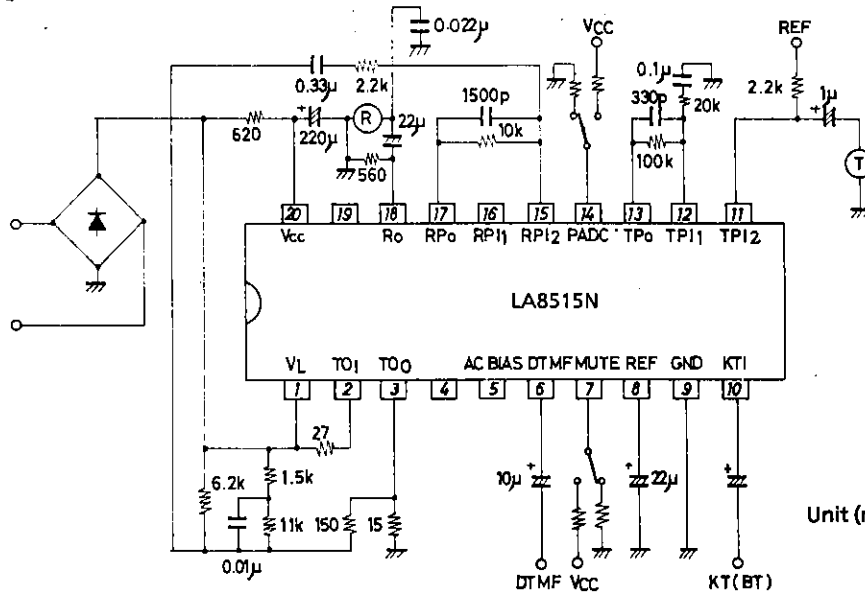 VCC
REF
0.022μ
0.33μ
2.2k
1500p
0.1μ
330p
20k
2.2k
1μ
+
620
220μ
+
R
22μ
560
10k
100k
+
T
20
19
18
17
16
15
14
13
12
11
Vcc
Ro
RPo
RPI1
RPI2
PADC
TPo
TPI1
TPI2
LA8515N
VL
TO1
TOO
AC BIAS
DTMF
MUTE
REF
GND
KTI
1
2
3
4
5
6
7
8
9
10
27
6.2k
1.5k
11k
150
15
0.01μ
10μ
+
22μ
+
+
Unit (
DTMF
VCC
KT(BT)